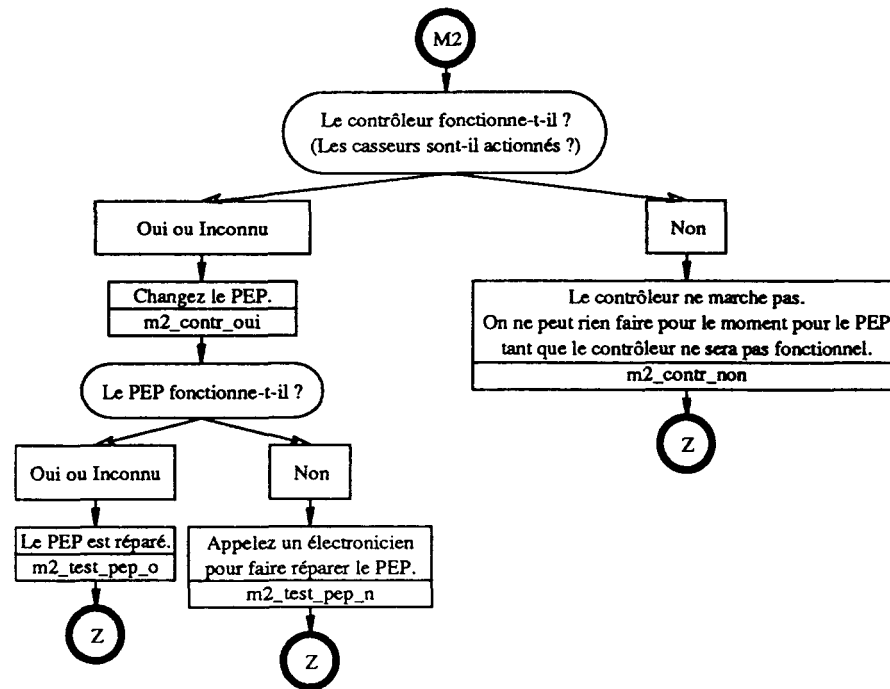 M2
Le contrôleur fonctionne-t-il ?
(Les casseurs sont-il actionnés ?)
Oui ou Inconnu
Non
Changez le PEP.
m2_contr_oui
Le contrôleur ne marche pas.
On ne peut rien faire pour le moment pour le PEP
tant que le contrôleur ne sera pas fonctionnel.
m2_contr_non
Z
Le PEP fonctionne-t-il ?
Oui ou Inconnu
Non
Le PEP est réparé.
m2_test_pep_o
Z
Appelez un électronicien
pour faire réparer le PEP.
m2_test_pep_n
Z